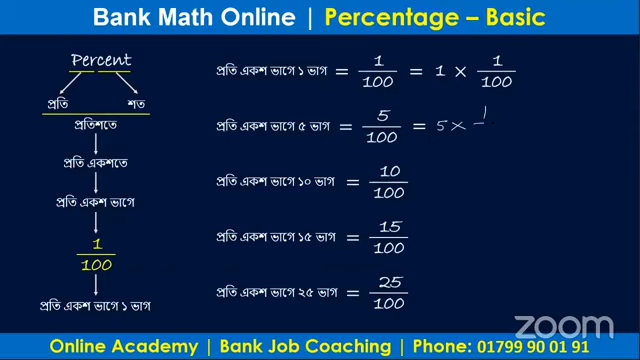 Bank Math Online | Percentage – Basic
Percent
প্রতি শত
প্রতিশতে
প্রতি একশতে
প্রতি একশ ভাগে
1/100
প্রতি একশ ভাগে ১ ভাগ
প্রতি একশ ভাগে ১ ভাগ = 1/100 = 1 × 1/100
প্রতি একশ ভাগে ৫ ভাগ = 5/100 = 5 × 1
প্রতি একশ ভাগে ১০ ভাগ = 10/100
প্রতি একশ ভাগে ১৫ ভাগ = 15/100
প্রতি একশ ভাগে ২৫ ভাগ = 25/100
zoom
Online Academy | Bank Job Coaching | Phone: 01799 90 01 91